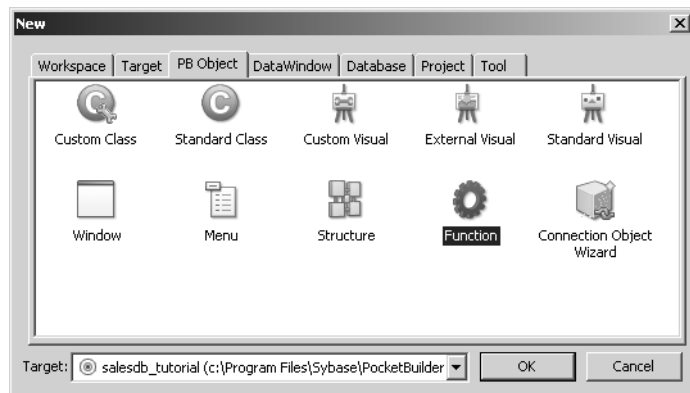 New
Workspace Target PB Object DataWindow Database Project Tool
Custom Class Standard Class Custom Visual External Visual Standard Visual
Window Menu Structure Function Connection Object
Wizard
Target: salesdb_tutorial (c:\Program Files\Sybase\PocketBuilder OK Cancel